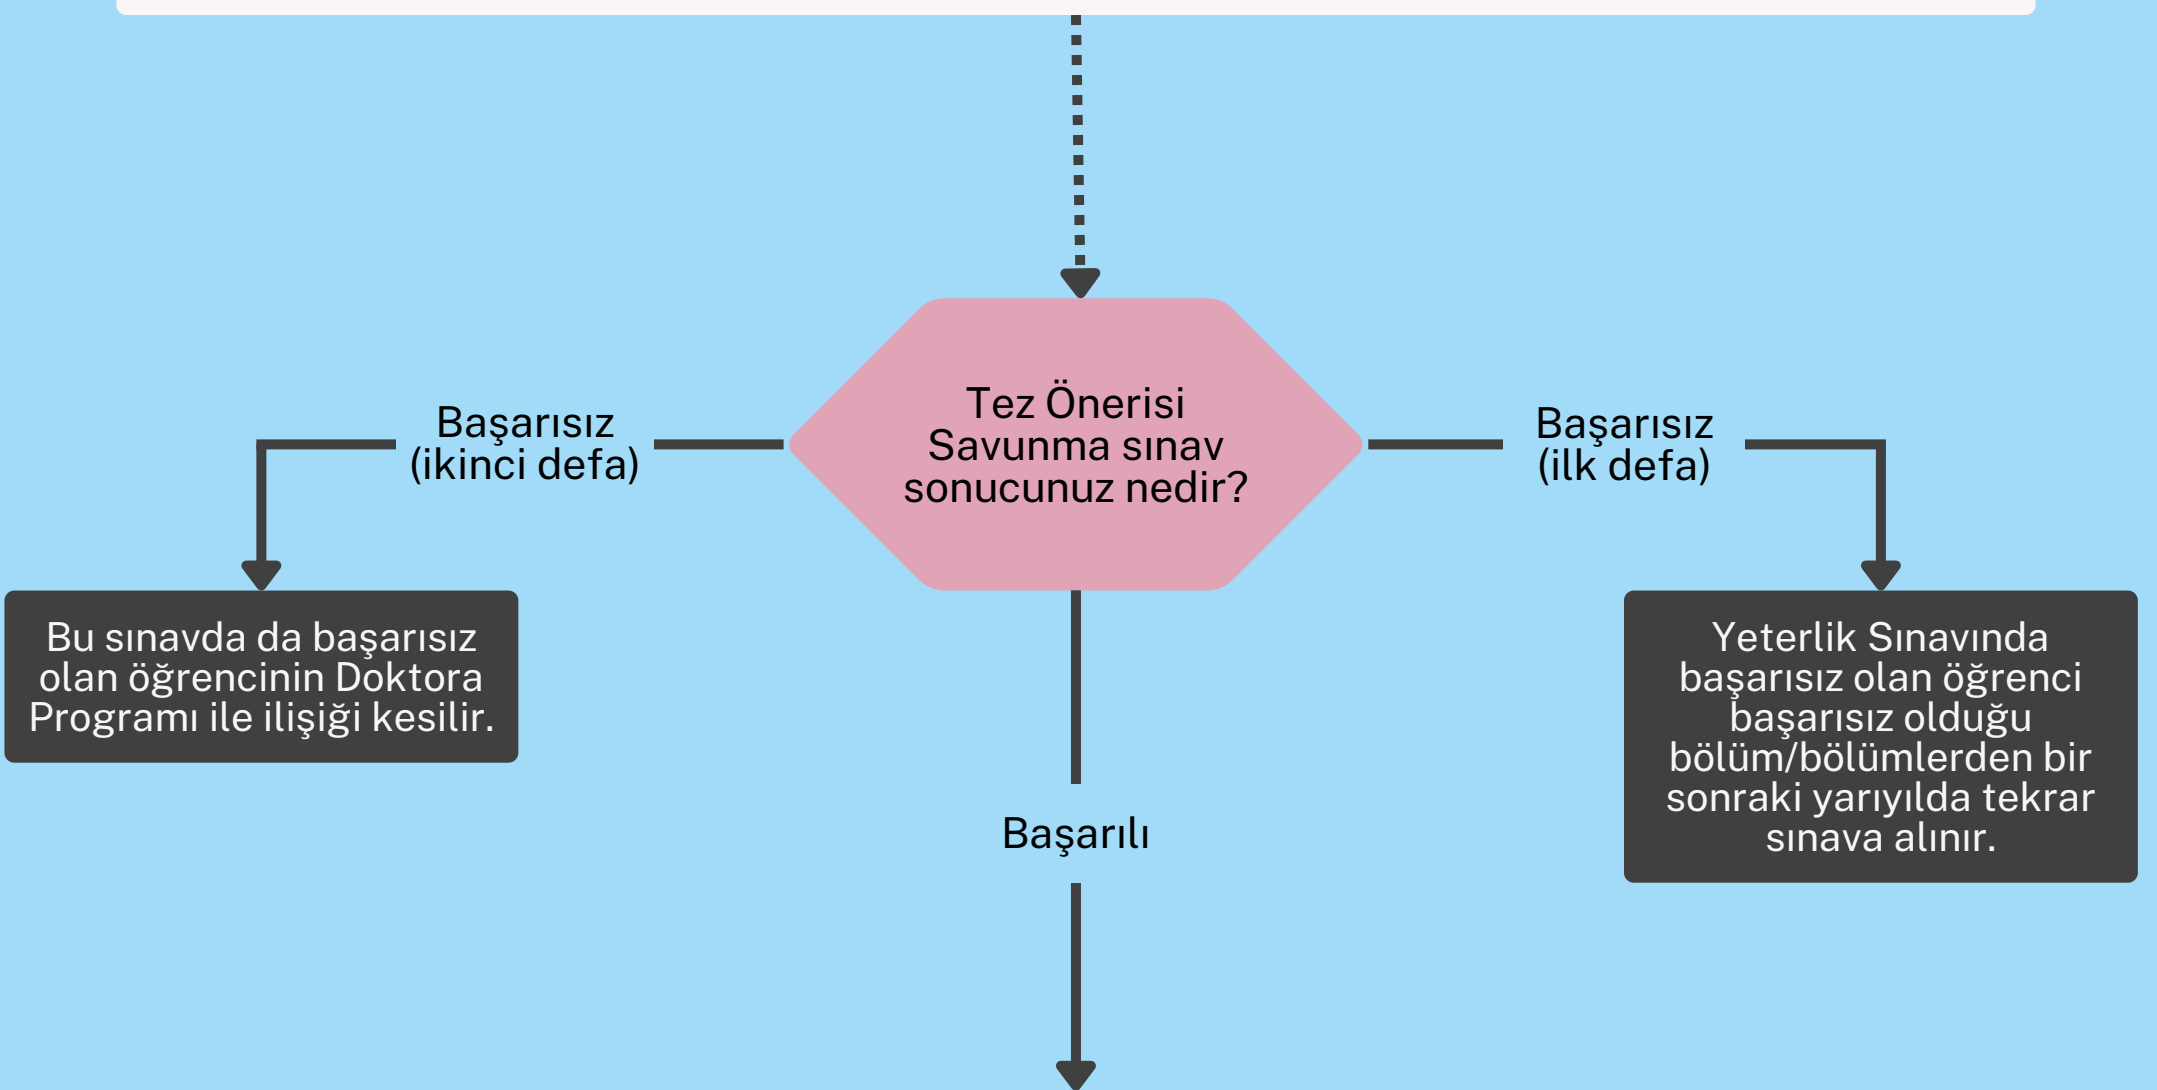 Tez Önerisi
Savunma sınav
sonucunuz nedir?
Başarısız
(ikinci defa)
Başarısız
(ilk defa)
Bu sınavda da başarısız
olan öğrencinin Doktora
Programı ile ilişiği kesilir.
Yeterlik Sınavında
başarısız olan öğrenci
başarısız olduğu
bölüm/bölümlerden bir
sonraki yarıyılda tekrar
sınava alınır.
Başarılı